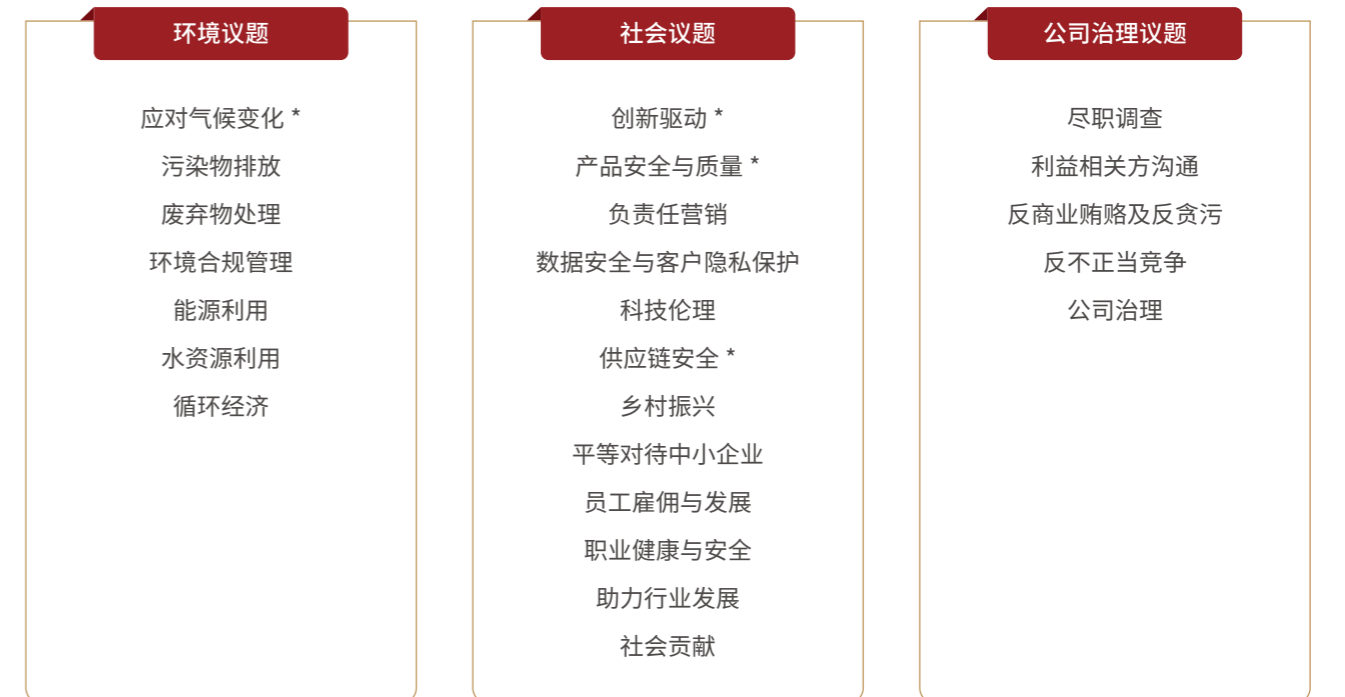 环境议题
应对气候变化 *
污染物排放
废弃物处理
环境合规管理
能源利用
水资源利用
循环经济
社会议题
创新驱动 *
产品安全与质量 *
负责任营销
数据安全与客户隐私保护
科技伦理
供应链安全 *
乡村振兴
平等对待中小企业
员工雇佣与发展
职业健康与安全
助力行业发展
社会贡献
公司治理议题
尽职调查
利益相关方沟通
反商业贿赂及反贪污
反不正当竞争
公司治理